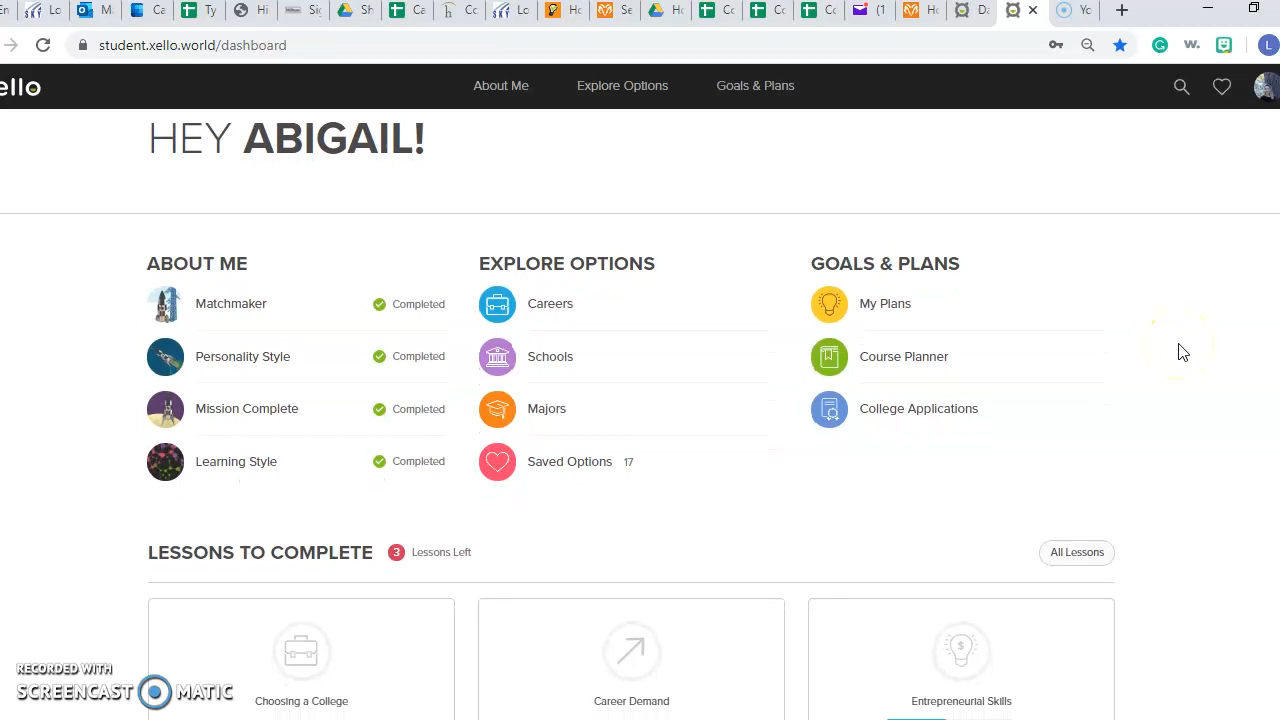 student.xello.world/dashboard
ello
About Me
Explore Options
Goals & Plans
HEY ABIGAIL!
ABOUT ME
Matchmaker
Completed
Personality Style
Completed
Mission Complete
Completed
Learning Style
Completed
EXPLORE OPTIONS
Careers
Schools
Majors
Saved Options 17
GOALS & PLANS
My Plans
Course Planner
College Applications
LESSONS TO COMPLETE
3 Lessons Left
All Lessons
Choosing a College
Career Demand
Entrepreneurial Skills
RECORDED WITH
SCREENCAST MATIC